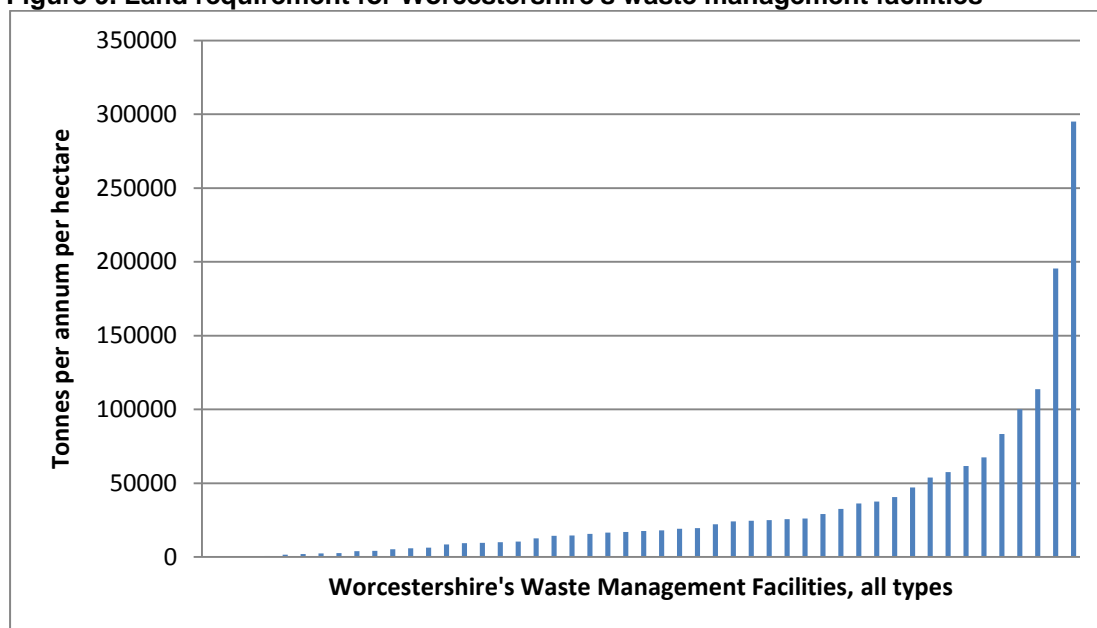 Figure Land requirement for Worcestershire's waste management facilities
350000
300000
250000
200000
150000
100000
50000
0
Tonnes per annum per hectare
Worcestershire's Waste Management Facilities, all types